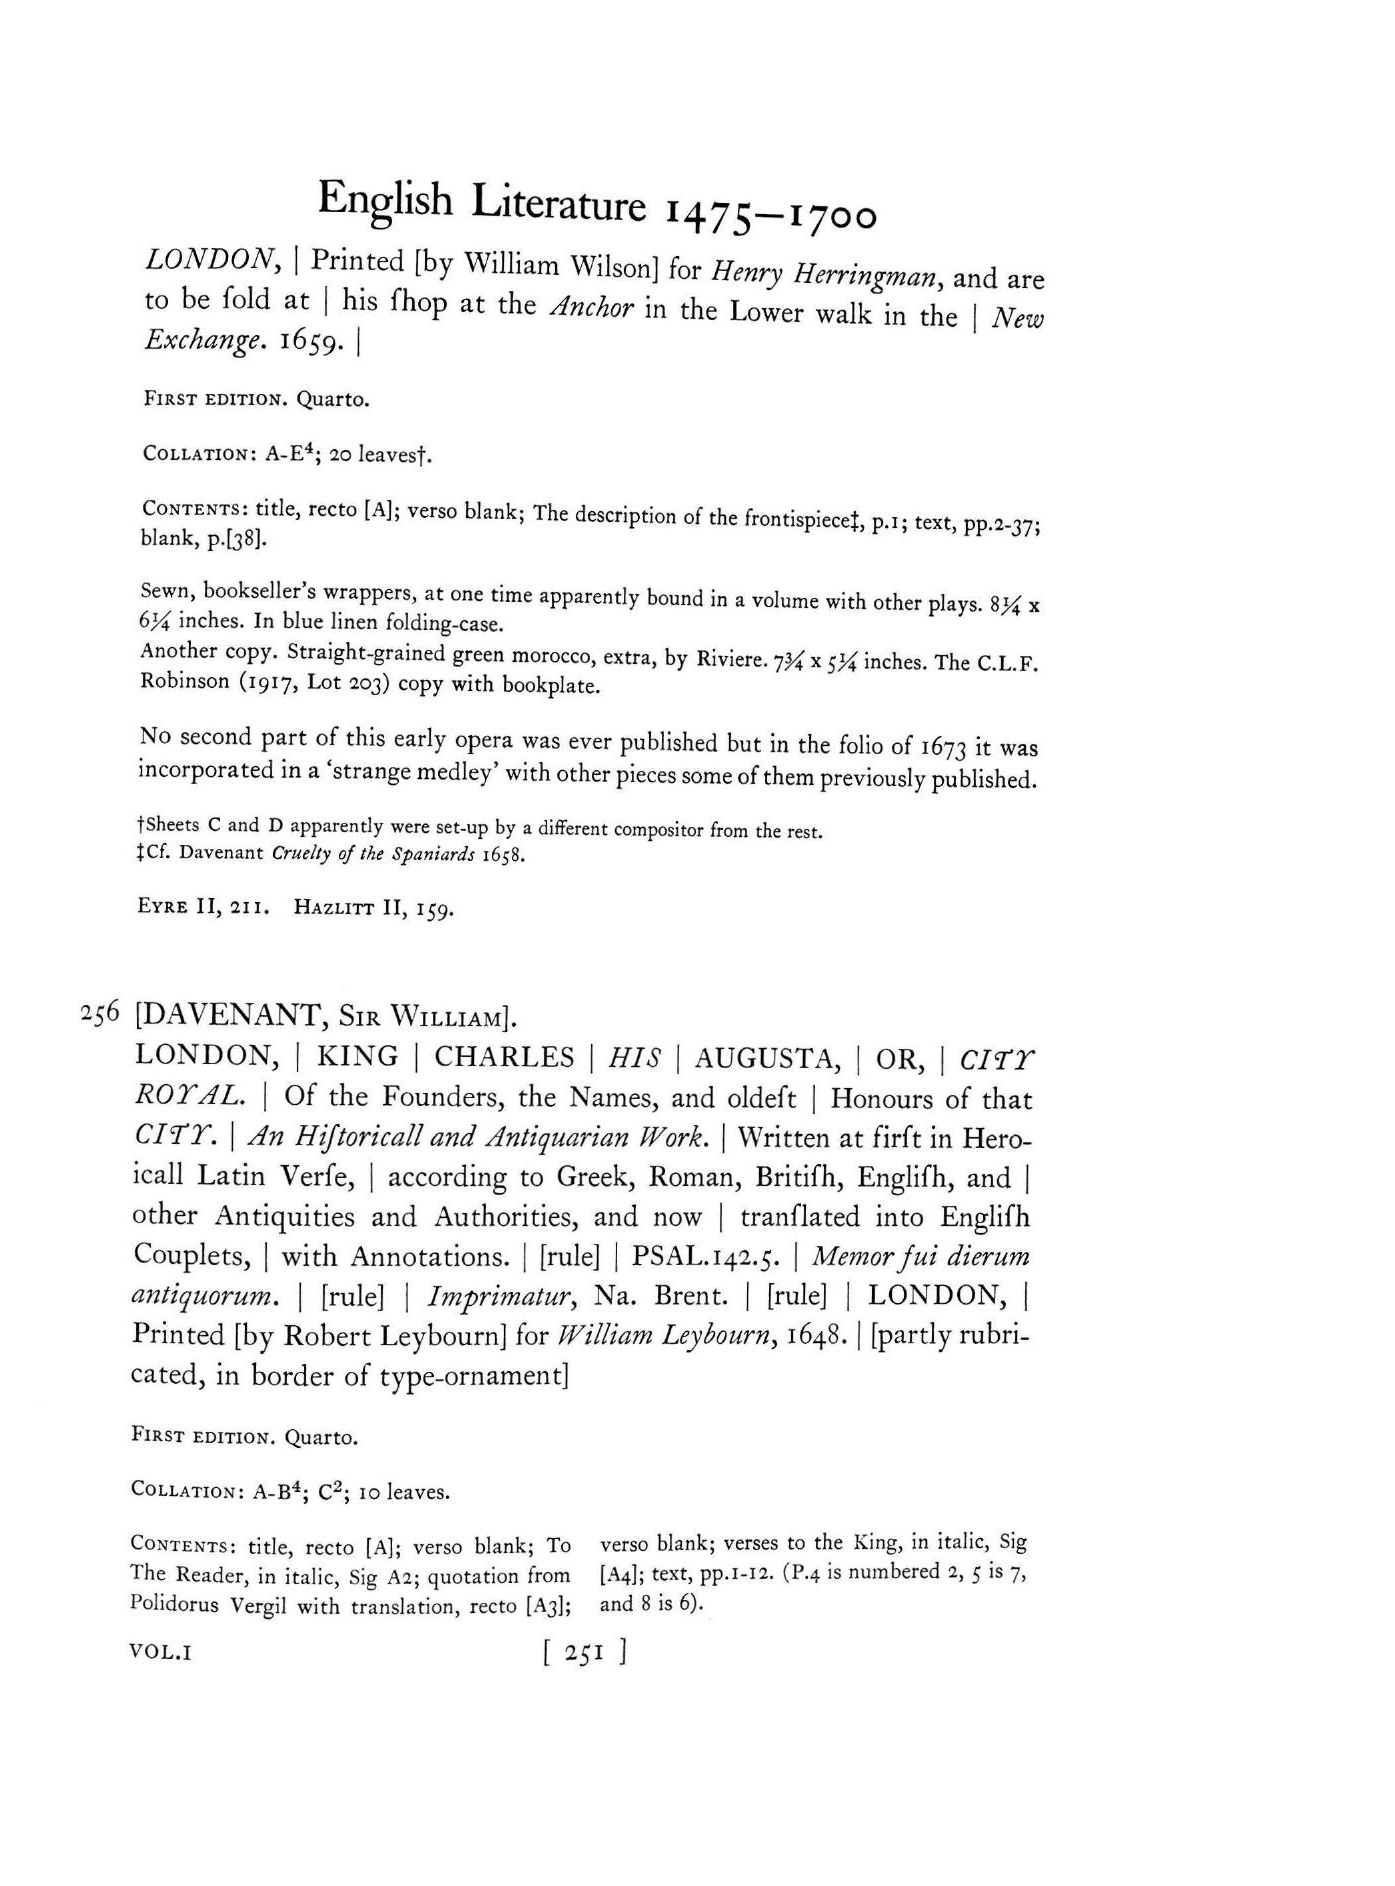 English Literature 1475–1700
LONDON, | Printed [by William Wilson] for Henry Herringman, and are
to be ſold at | his ſhop at the Anchor in the Lower walk in the | New
Exchange. 1659. |
FIRST EDITION. Quarto.
COLLATION: A-E⁴; 20 leaves†.
CONTENTS: title, recto [A]; verso blank; The description of the frontispiece‡, p.1; text, pp.2-37;
blank, p.[38].
Sewn, bookseller's wrappers, at one time apparently bound in a volume with other plays. 8¼ x
6¼ inches. In blue linen folding-case.
Another copy. Straight-grained green morocco, extra, by Riviere. 7¾ x 5¼ inches. The C.L.F.
Robinson (1917, Lot 203) copy with bookplate.
No second part of this early opera was ever published but in the folio of 1673 it was
incorporated in a ‘strange medley’ with other pieces some of them previously published.
†Sheets C and D apparently were set-up by a different compositor from the rest.
‡Cf. Davenant Cruelty of the Spaniards 1658.
EYRE II, 211. HAZLITT II, 159.
256 [DAVENANT, SIR WILLIAM].
LONDON, | KING | CHARLES | HIS | AUGUSTA, | OR, | CITY
ROYAL. | Of the Founders, the Names, and oldeſt | Honours of that
CITY. | An Hiſtoricall and Antiquarian Work. | Written at firſt in Hero-
icall Latin Verſe, | according to Greek, Roman, Britiſh, Engliſh, and |
other Antiquities and Authorities, and now | tranſlated into Engliſh
Couplets, | with Annotations. | [rule] | PSAL.142.5. | Memor fui dierum
antiquorum. | [rule] | Imprimatur, Na. Brent. | [rule] | LONDON, |
Printed [by Robert Leybourn] for William Leybourn, 1648. | [partly rubri-
cated, in border of type-ornament]
FIRST EDITION. Quarto.
COLLATION: A-B⁴; C²; 10 leaves.
CONTENTS: title, recto [A]; verso blank; To
The Reader, in italic, Sig A2; quotation from
Polidorus Vergil with translation, recto [A3];
verso blank; verses to the King, in italic, Sig
[A4]; text, pp.1-12. (P.4 is numbered 2, 5 is 7,
and 8 is 6).
VOL.I [ 251 ]